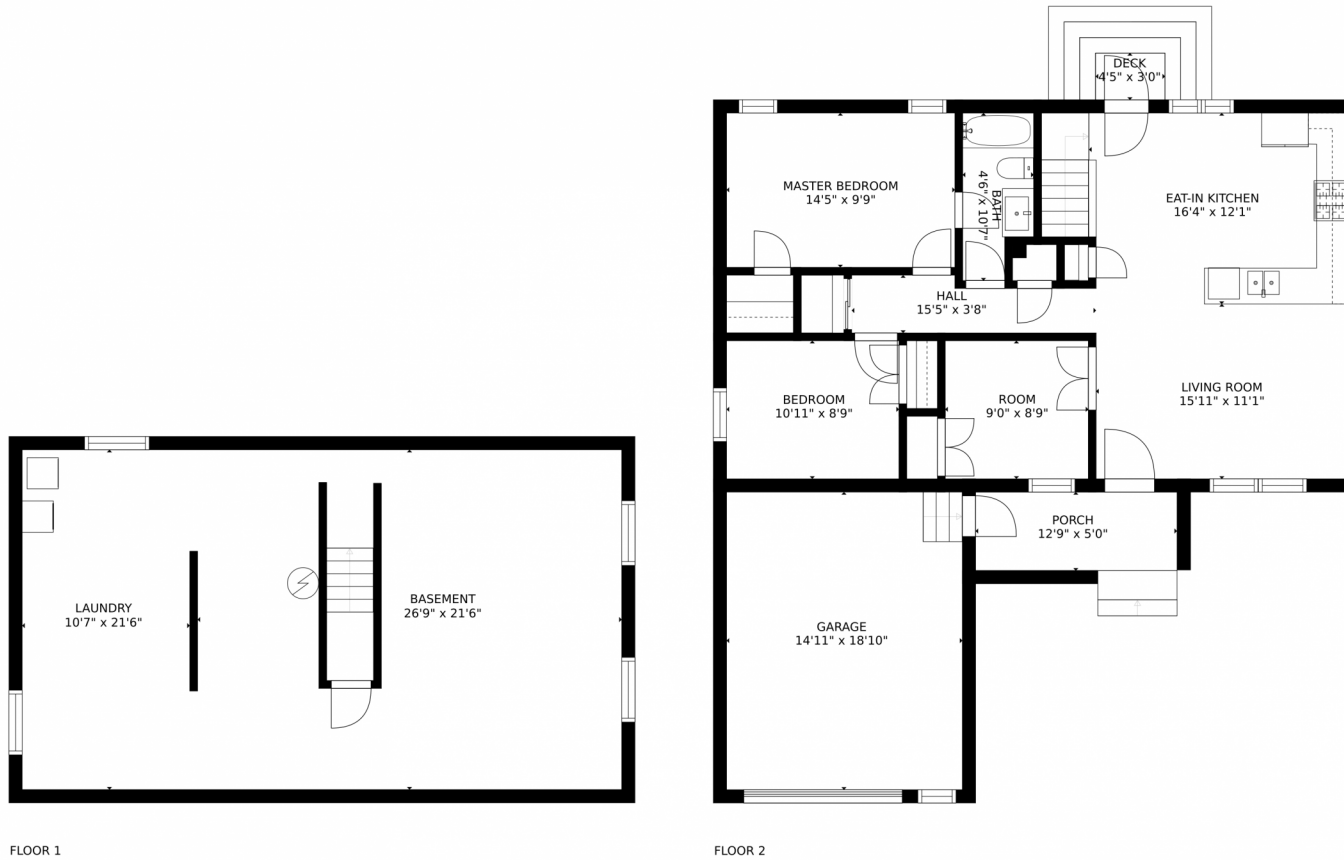 DECK
4'5" x 3'0"
MASTER BEDROOM
14'5" x 9'9"
BATH
4'6" x 10'7"
EAT-IN KITCHEN
16'4" x 12'1"
HALL
15'5" x 3'8"
BEDROOM
10'11" x 8'9"
ROOM
9'0" x 8'9"
LIVING ROOM
15'11" x 11'1"
PORCH
12'9" x 5'0"
GARAGE
14'11" x 18'10"
LAUNDRY
10'7" x 21'6"
BASEMENT
26'9" x 21'6"
FLOOR 1
FLOOR 2